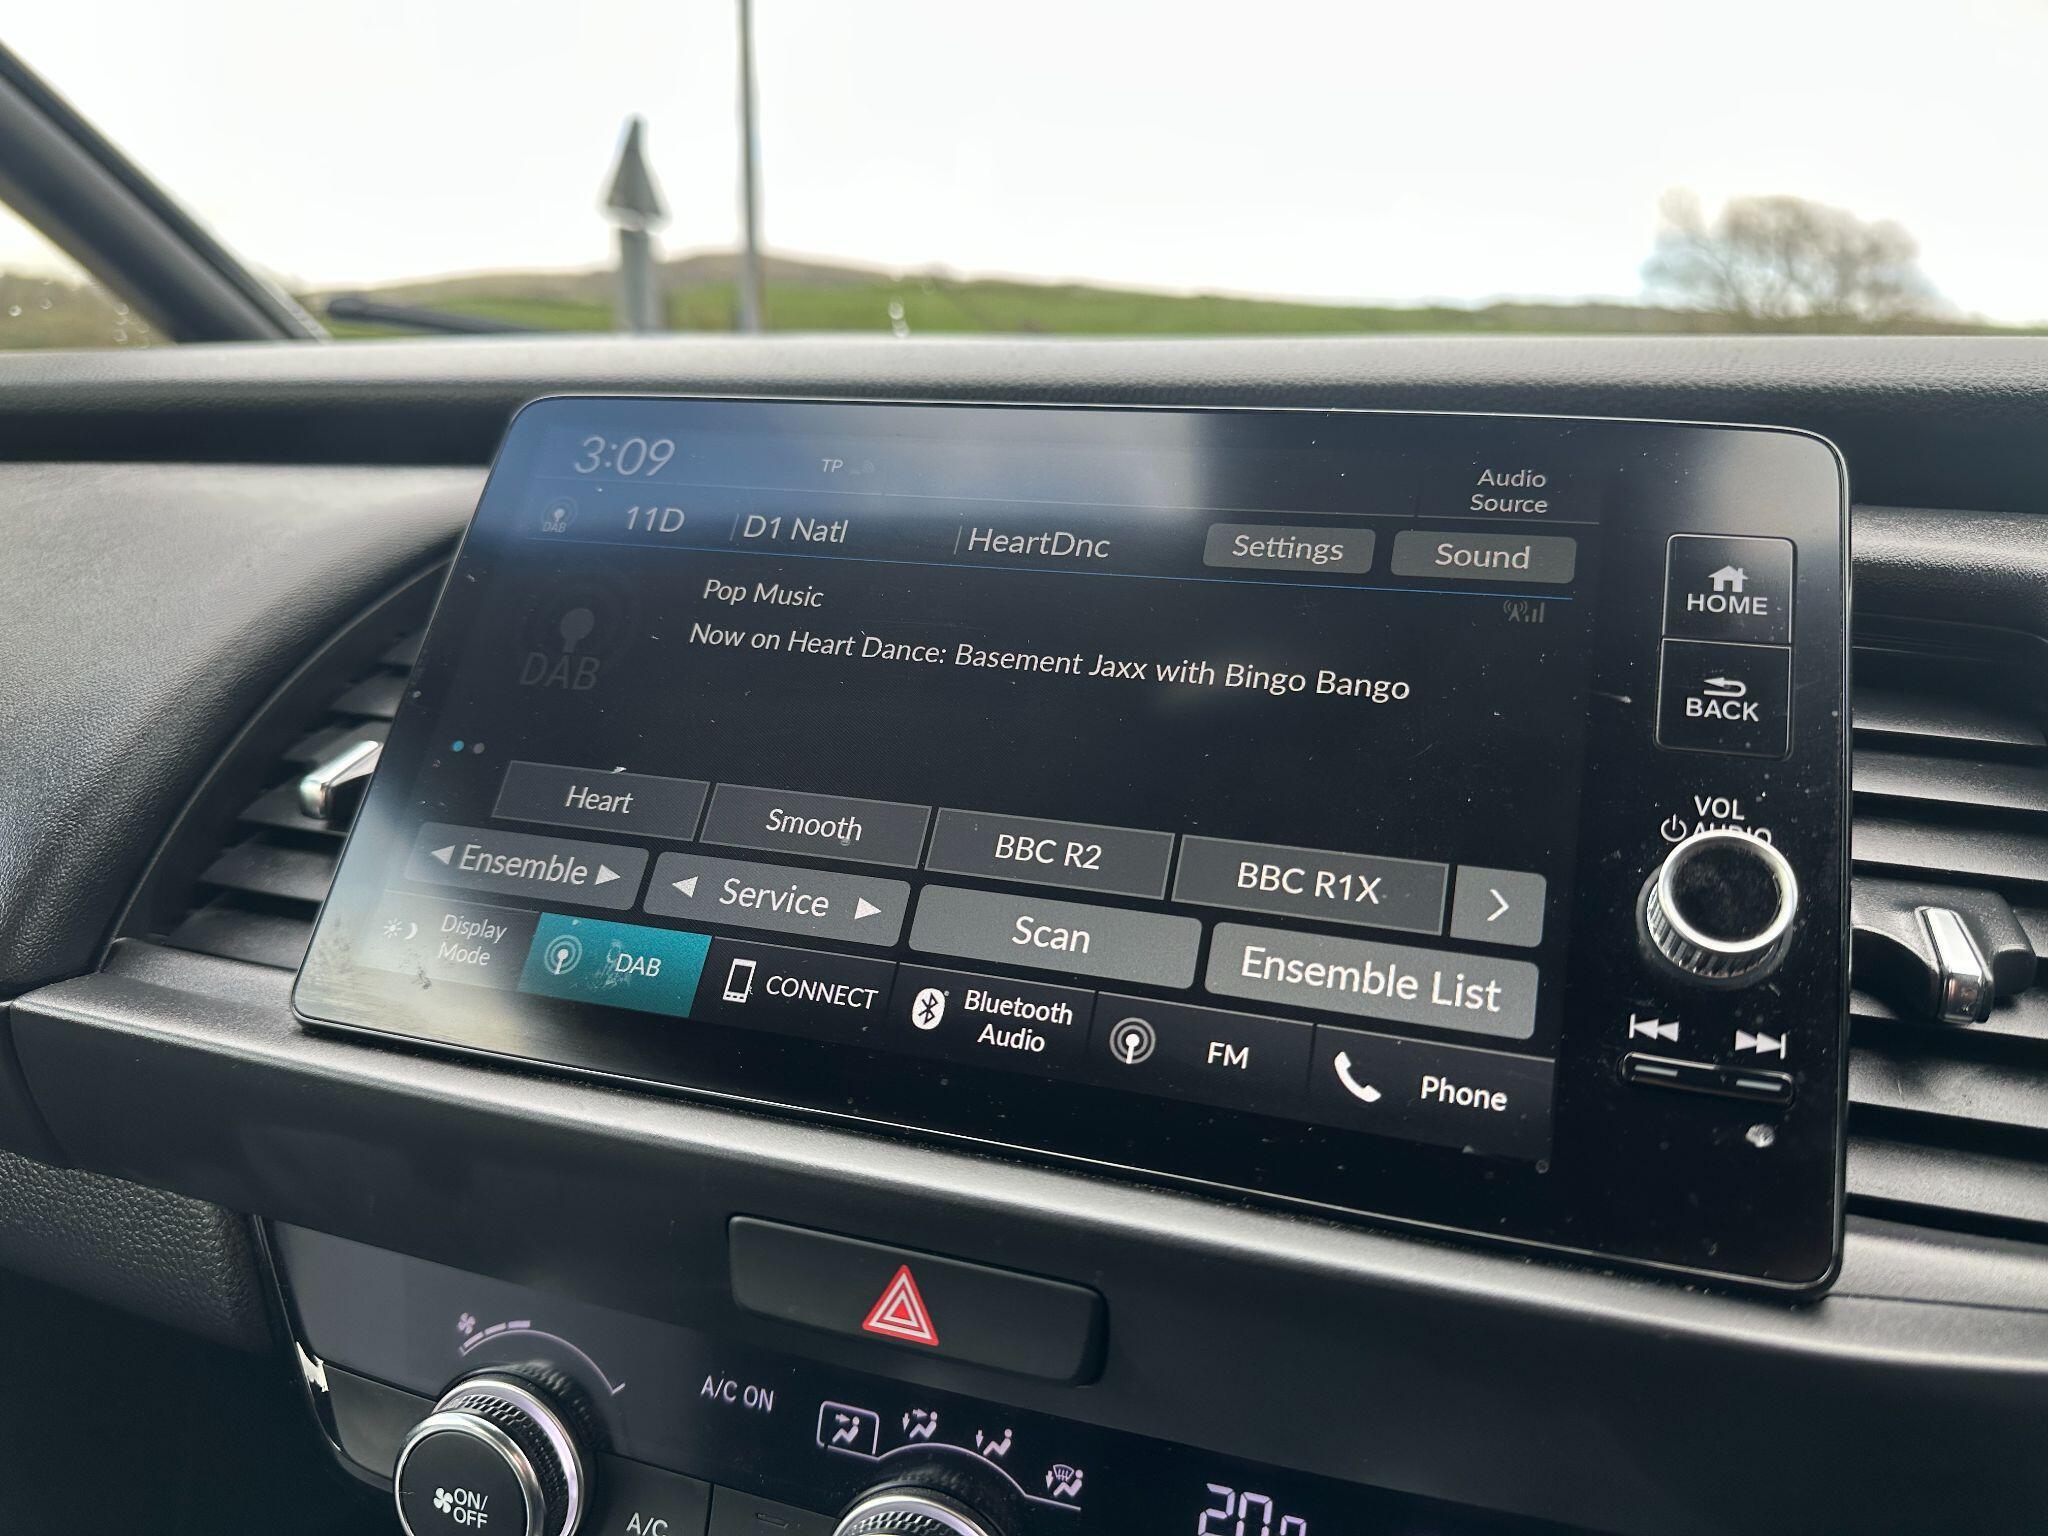 3:09
TP
Audio
Source
DAB
11D
D1 Natl
HeartDnc
Settings
Sound
Pop Music
Now on Heart Dance: Basement Jaxx with Bingo Bango
DAB
HOME
BACK
VOL
AUDIO
Heart
Smooth
BBC R2
BBC R1X
Ensemble
Service
Scan
Ensemble List
Display
Mode
DAB
CONNECT
Bluetooth
Audio
FM
Phone
A/C ON
ON/
OFF
A/C